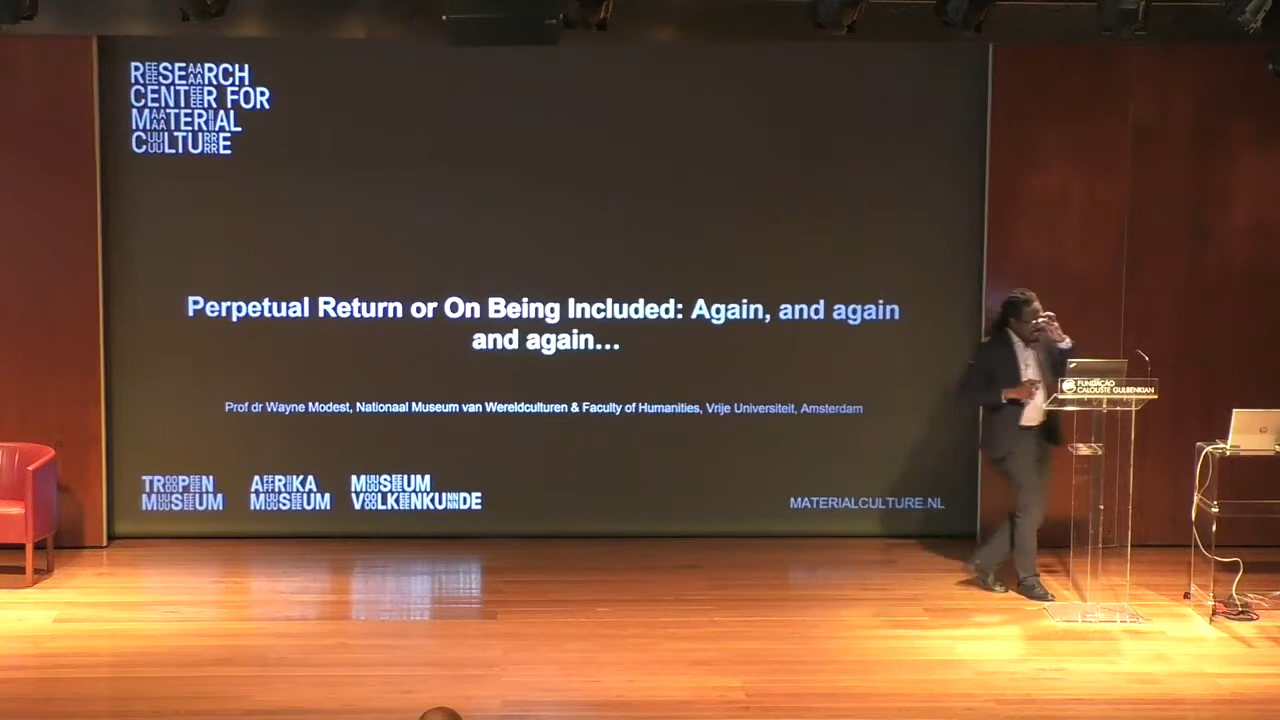 RESEARCH
CENTER FOR
MATERIAL
CULTURE
Perpetual Return or On Being Included: Again, and again
and again...
Prof dr Wayne Modest, Nationaal Museum van Wereldculturen & Faculty of Humanities, Vrije Universiteit, Amsterdam
TROPEN
MUSEUM
AFRIKA
MUSEUM
MUSEUM
VOLKENKUNDE
MATERIALCULTURE.NL
FUNDAÇÃO
CALOUSTE GULBENKIAN